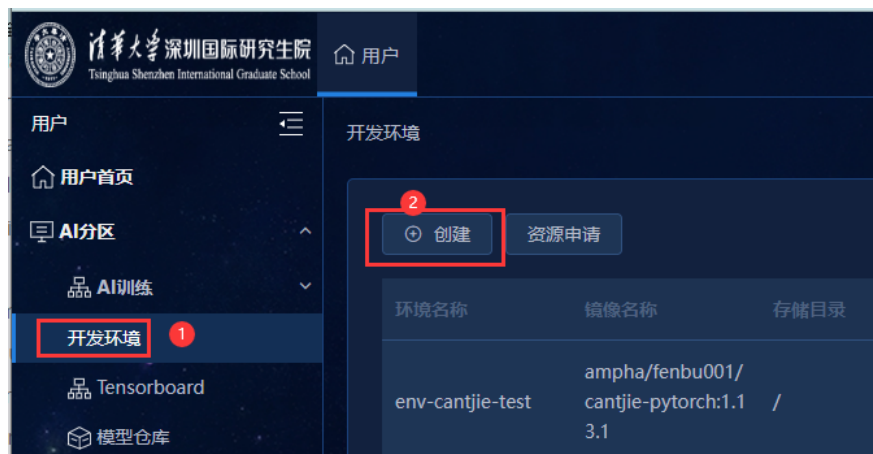 清华大学深圳国际研究生院
Tsinghua Shenzhen International Graduate School
用户
用户
开发环境
用户首页
AI分区
AI训练
开发环境 1
Tensorboard
模型仓库
2
创建 资源申请
环境名称 镜像名称 存储目录
ampha/fenbu001/
env-cantjie-test cantjie-pytorch:1.1 /
3.1